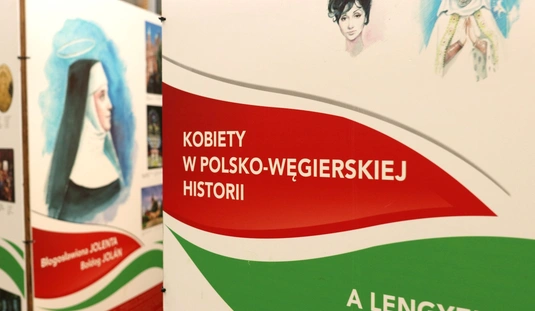 Błogosławiona JOLENTA
Boldog JOLÁN
KOBIETY
W POLSKO-WĘGIERSKIEJ
HISTORII